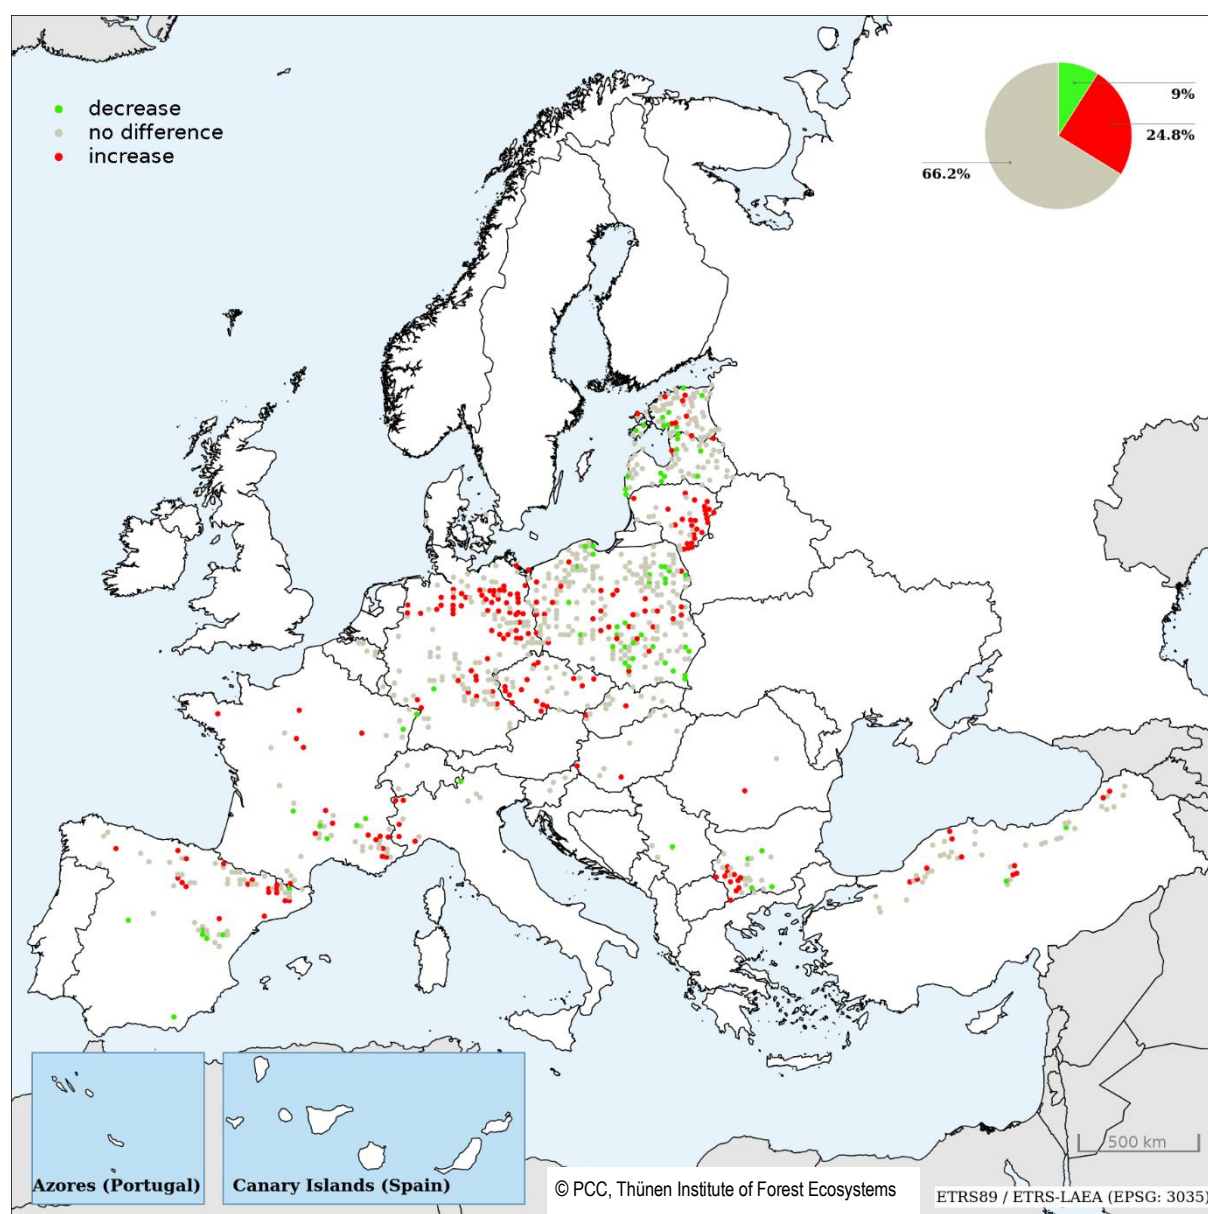 decrease
no difference
increase
9%
24.8%
66.2%
500 km
Azores (Portugal)
Canary Islands (Spain)
© PCC, Thünen Institute of Forest Ecosystems
ETRS89 / ETRS-LAEA (EPSG: 3035)